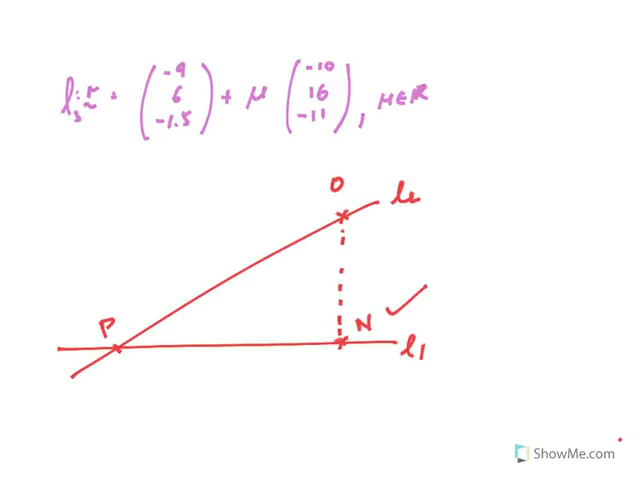 l₃: r = (-9 6 -1.5) + μ (-10 16 -11), μ∈ℝ
O
l₂
P
N ✓
l₁
ShowMe.com